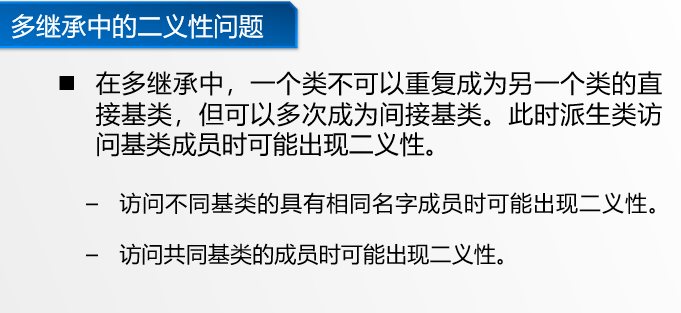 多继承中的二义性问题
■ 在多继承中，一个类不可以重复成为另一个类的直
接基类，但可以多次成为间接基类。此时派生类访
问基类成员时可能出现二义性。
– 访问不同基类的具有相同名字成员时可能出现二义性。
– 访问共同基类的成员时可能出现二义性。